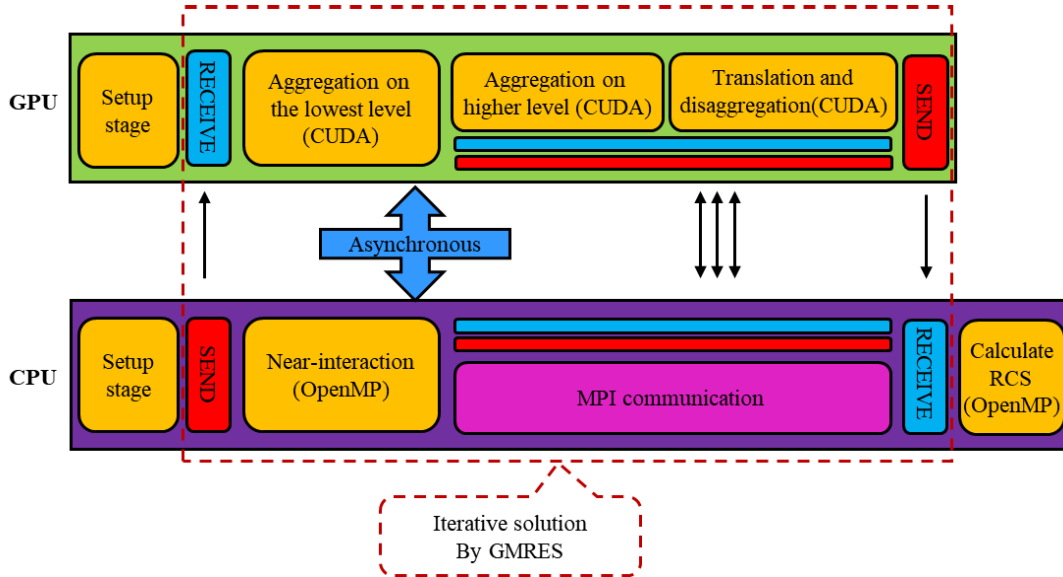 GPU
Setup
stage
RECEIVE
Aggregation on
the lowest level
(CUDA)
Aggregation on
higher level (CUDA)
Translation and
disaggregation(CUDA)
SEND
Asynchronous
CPU
Setup
stage
SEND
Near-interaction
(OpenMP)
MPI communication
RECEIVE
Calculate
RCS
(OpenMP)
Iterative solution
By GMRES